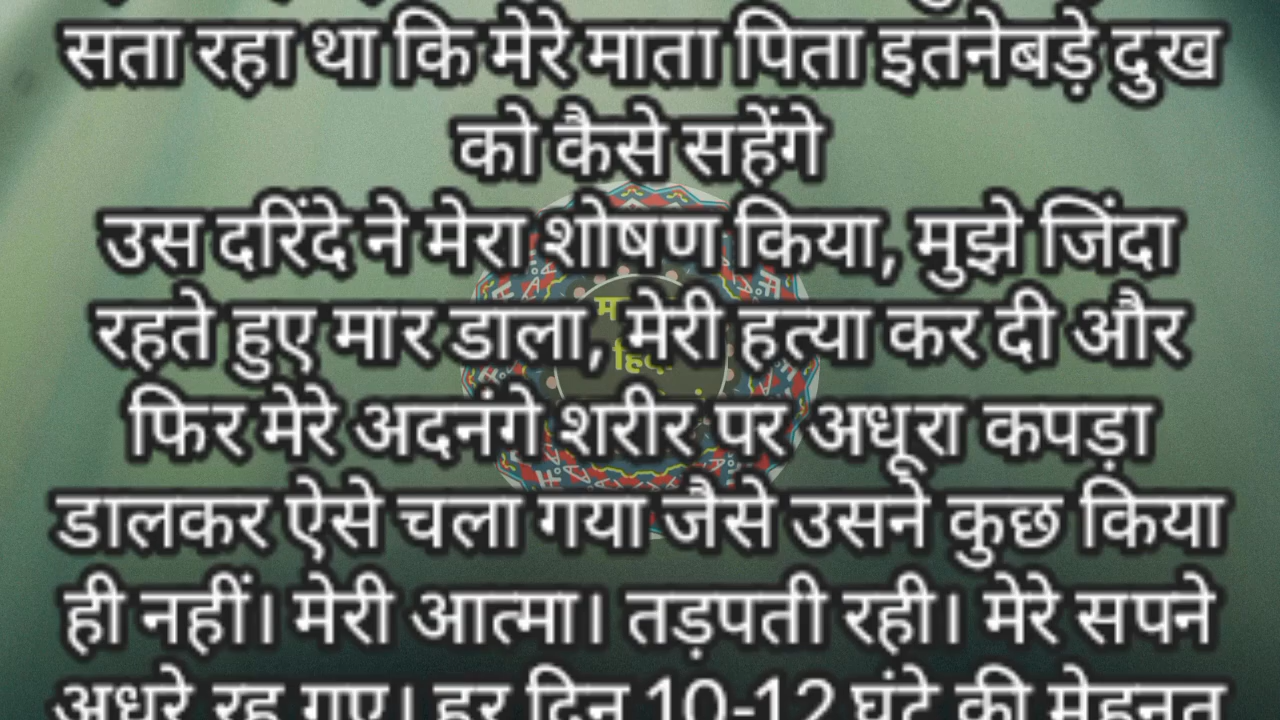 सता रहा था कि मेरे माता पिता इतनेबड़े दुख
को कैसे सहेंगे
उस दरिंदे ने मेरा शोषण किया, मुझे जिंदा
रहते हुए मार डाला, मेरी हत्या कर दी और
फिर मेरे अदनंगे शरीर पर अधूरा कपड़ा
डालकर ऐसे चला गया जैसे उसने कुछ किया
ही नहीं। मेरी आत्मा। तड़पती रही। मेरे सपने
अधूरे रह गए। हर दिन 10-12 घंटे की मेहनत